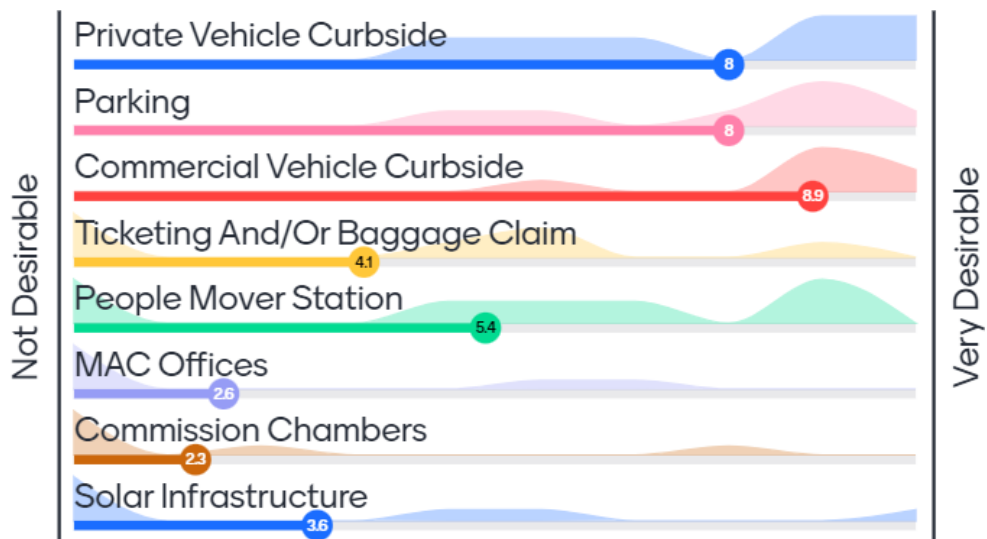 Private Vehicle Curbside
8
Parking
8
Commercial Vehicle Curbside
8.9
Ticketing And/Or Baggage Claim
4.1
People Mover Station
5.4
MAC Offices
2.6
Commission Chambers
2.3
Solar Infrastructure
3.6
Not Desirable
Very Desirable